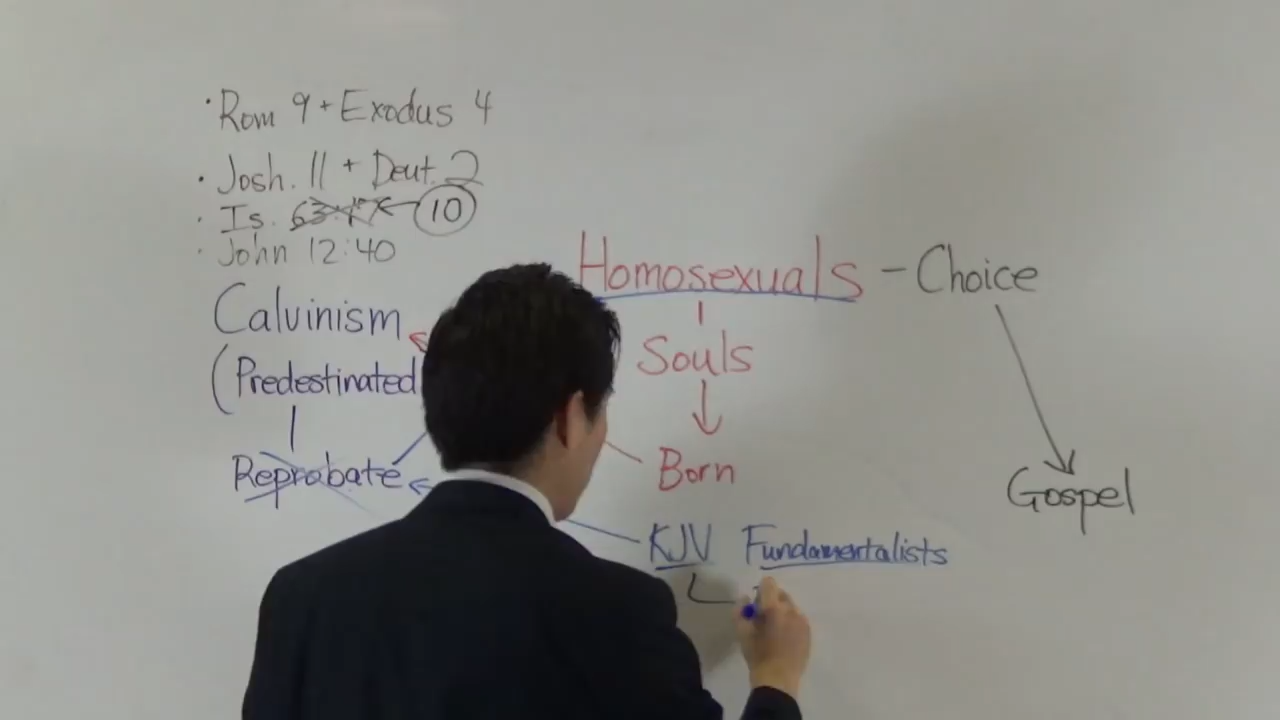 · Rom 9 + Exodus 4
· Josh. 11 + Deut. 2
· Is. 10
· John 12:40
Homosexuals - Choice
Calvinism
Souls
(Predestinated
Born
Reprobate
Gospel
KJV Fundamentalists